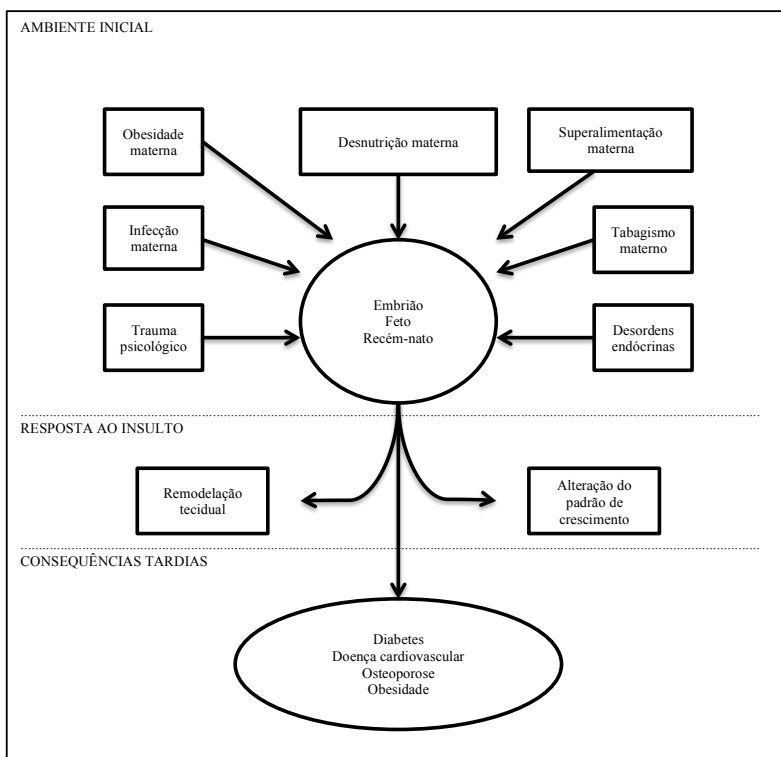 AMBIENTE INICIAL
Obesidade
materna
Desnutrição materna
Superalimentação
materna
Infecção
materna
Tabagismo
materno
Trauma
psicológico
Embrião
Feto
Recém-nato
Desordens
endócrinas
RESPOSTA AO INSULTO
Remodelação
tecidual
Alteração do
padrão de
crescimento
CONSEQUÊNCIAS TARDIAS
Diabetes
Doença cardiovascular
Osteoporose
Obesidade